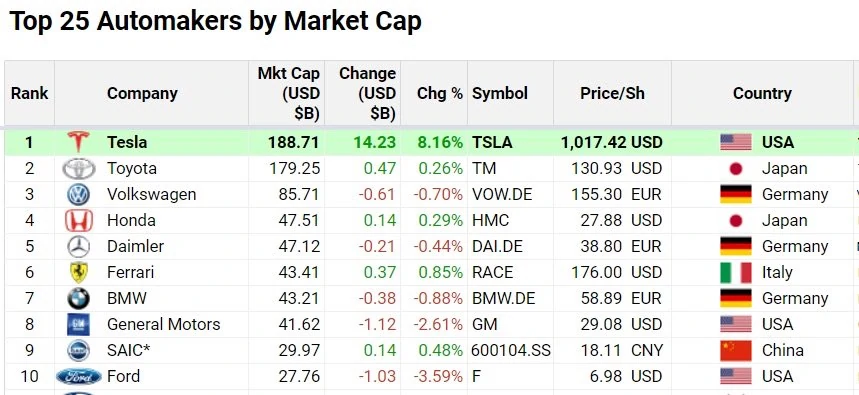 Top 25 Automakers by Market Cap
Rank Company Mkt Cap (USD $B) Change (USD $B) Chg % Symbol Price/Sh Country
1 Tesla 188.71 14.23 8.16% TSLA 1,017.42 USD USA
2 Toyota 179.25 0.47 0.26% TM 130.93 USD Japan
3 Volkswagen 85.71 -0.61 -0.70% VOW.DE 155.30 EUR Germany
4 Honda 47.51 0.14 0.29% HMC 27.88 USD Japan
5 Daimler 47.12 -0.21 -0.44% DAI.DE 38.80 EUR Germany
6 Ferrari 43.41 0.37 0.85% RACE 176.00 USD Italy
7 BMW 43.21 -0.38 -0.88% BMW.DE 58.89 EUR Germany
8 GM General Motors 41.62 -1.12 -2.61% GM 29.08 USD USA
9 SAIC* 29.97 0.14 0.48% 600104.SS 18.11 CNY China
10 Ford Ford 27.76 -1.03 -3.59% F 6.98 USD USA